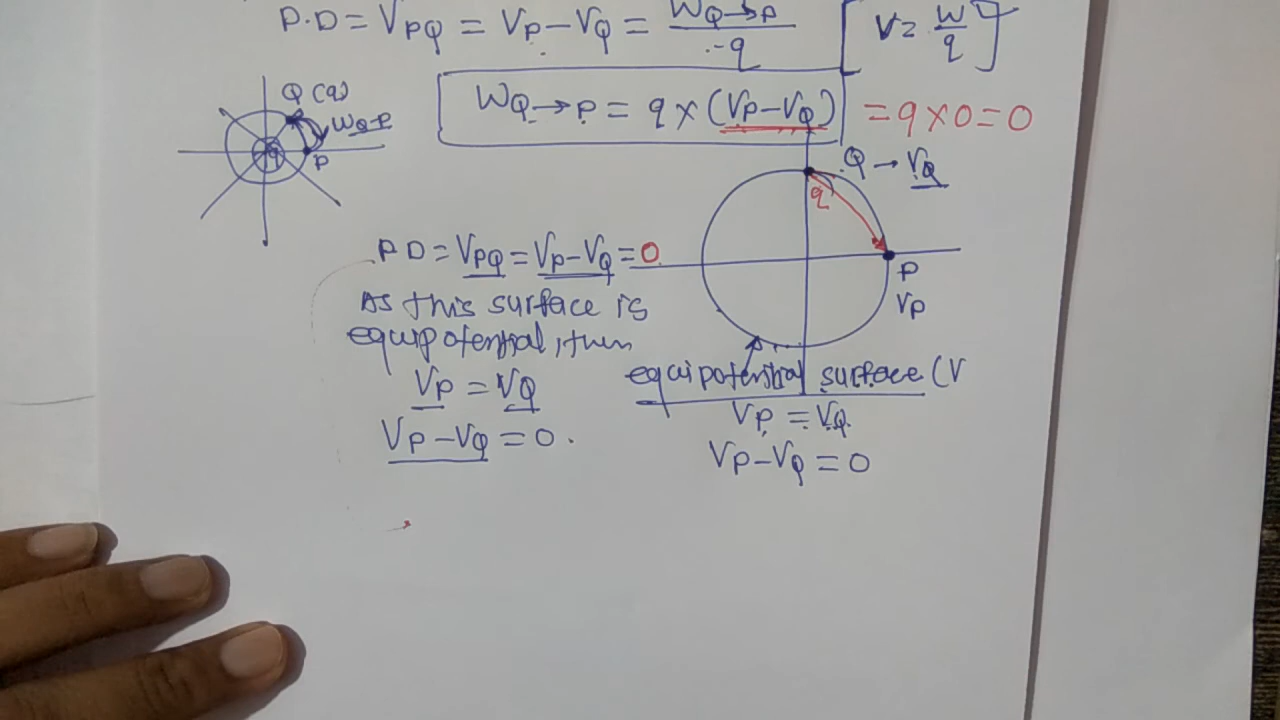 P.D = VPQ = VP-VQ = WQ→P / q [V = W/q]
WQ→P = q × (VP-VQ) = q × 0 = 0
Q (q)
WQ→P
q
P
Q → VQ
q
P
VP
PD = VPQ = VP-VQ = 0
As this surface is
equipotential, then
VP = VQ
VP-VQ = 0.
equipotential surface (V
VP = VQ
VP-VQ = 0